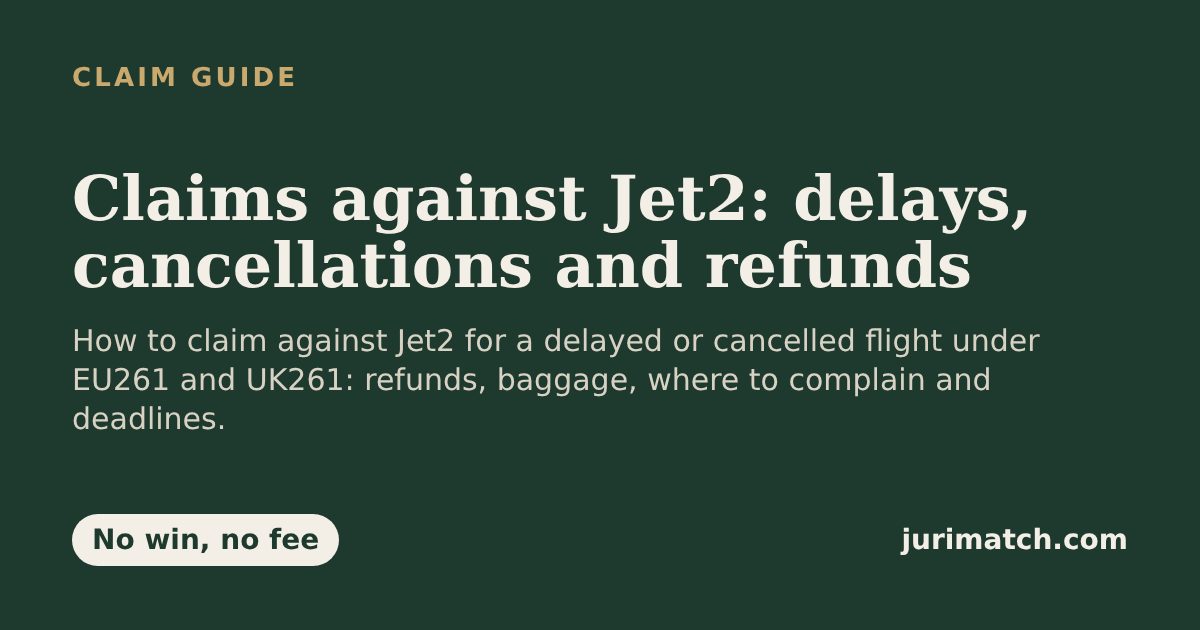 CLAIM GUIDE
Claims against Jet2: delays,
cancellations and refunds
How to claim against Jet2 for a delayed or cancelled flight under
EU261 and UK261: refunds, baggage, where to complain and
deadlines.
No win, no fee
jurimatch.com